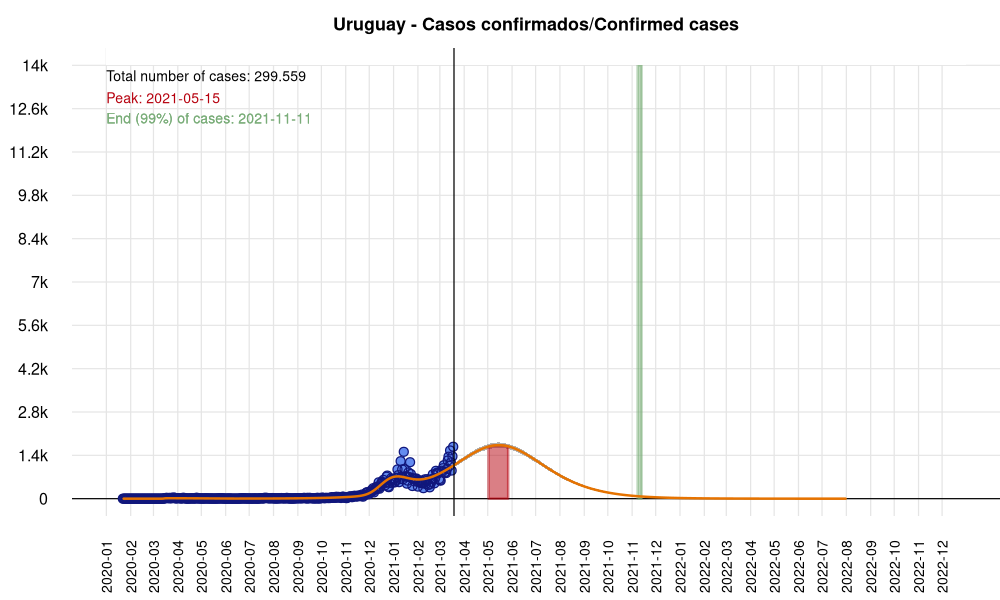 Uruguay - Casos confirmados/Confirmed cases
Total number of cases: 299.559
Peak: 2021-05-15
End (99%) of cases: 2021-11-11
14k
12.6k
11.2k
9.8k
8.4k
7k
5.6k
4.2k
2.8k
1.4k
0
2020-01
2020-02
2020-03
2020-04
2020-05
2020-06
2020-07
2020-08
2020-09
2020-10
2020-11
2020-12
2021-01
2021-02
2021-03
2021-04
2021-05
2021-06
2021-07
2021-08
2021-09
2021-10
2021-11
2021-12
2022-01
2022-02
2022-03
2022-04
2022-05
2022-06
2022-07
2022-08
2022-09
2022-10
2022-11
2022-12